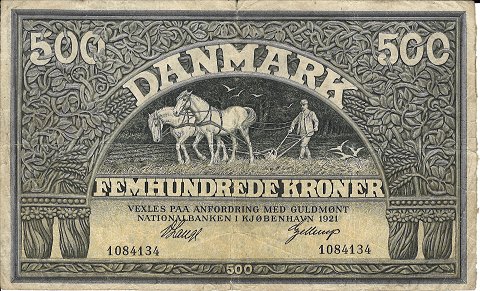 500 500
DANMARK
FEMHUNDREDE KRONER
VEXLES PAA ANFORDRING MED GULDMØNT
NATIONALBANKEN I KJØBENHAVN 1921
1084134 1084134
500